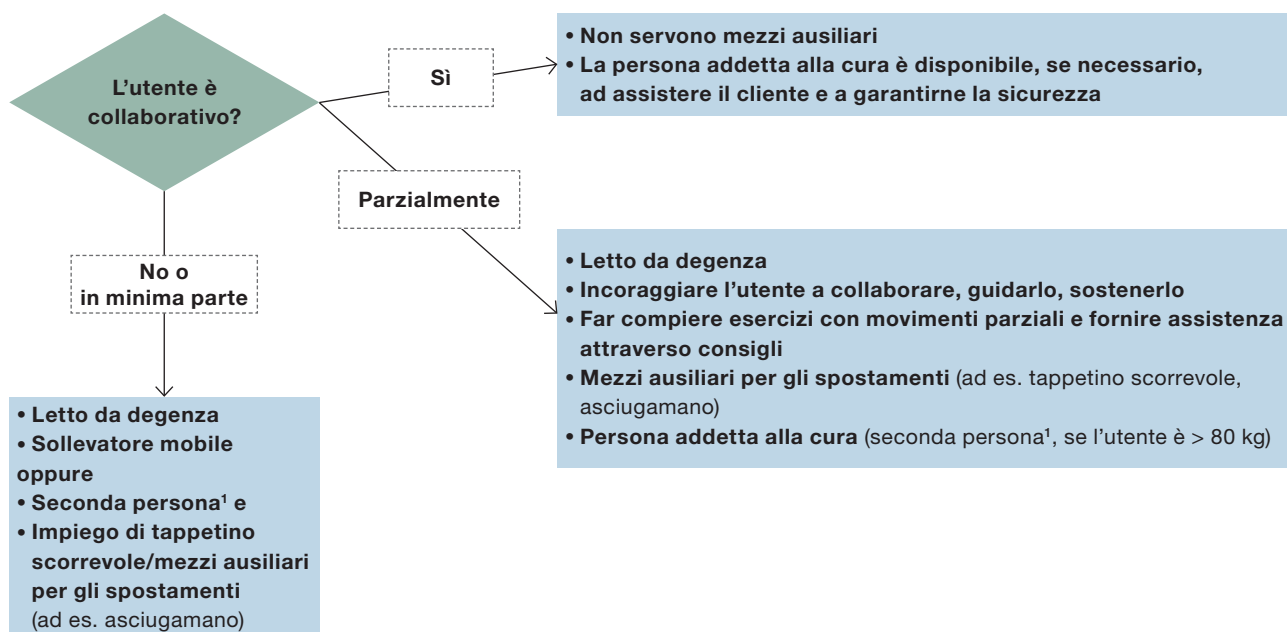 L'utente è
collaborativo?
Sì
• Non servono mezzi ausiliari
• La persona addetta alla cura è disponibile, se necessario,
ad assistere il cliente e a garantirne la sicurezza
Parzialmente
• Letto da degenza
• Incoraggiare l'utente a collaborare, guidarlo, sostenerlo
• Far compiere esercizi con movimenti parziali e fornire assistenza
attraverso consigli
• Mezzi ausiliari per gli spostamenti (ad es. tappetino scorrevole,
asciugamano)
• Persona addetta alla cura (seconda persona¹, se l'utente è > 80 kg)
No o
in minima parte
• Letto da degenza
• Sollevatore mobile
oppure
• Seconda persona¹ e
• Impiego di tappetino
scorrevole/mezzi ausiliari
per gli spostamenti
(ad es. asciugamano)